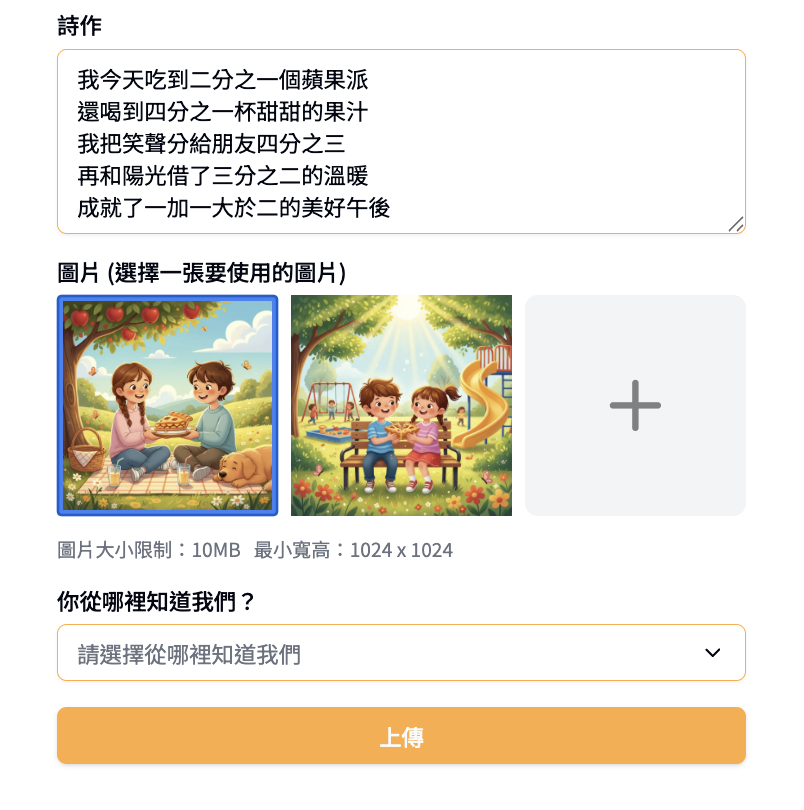 詩作
我今天吃到二分之一個蘋果派
還喝到四分之一杯甜甜的果汁
我把笑聲分給朋友四分之三
再和陽光借了三分之二的溫暖
成就了一加一大於二的美好午後
圖片 (選擇一張要使用的圖片)
圖片大小限制：10MB 最小寬高：1024 x 1024
你從哪裡知道我們？
請選擇從哪裡知道我們
上傳